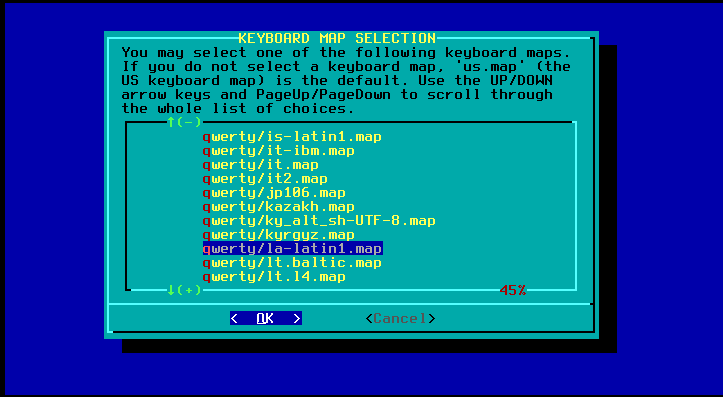 KEYBOARD MAP SELECTION
You may select one of the following keyboard maps.
If you do not select a keyboard map, 'us.map' (the
US keyboard map) is the default. Use the UP/DOWN
arrow keys and PageUp/PageDown to scroll through
the whole list of choices.
↑(-)
qwerty/is-latin1.map
qwerty/it-ibm.map
qwerty/it.map
qwerty/it2.map
qwerty/jp106.map
qwerty/kazakh.map
qwerty/ky_alt_sh-UTF-8.map
qwerty/kyrgyz.map
qwerty/la-latin1.map
qwerty/lt.baltic.map
qwerty/lt.l4.map
↓(+) 45%
< OK > <Cancel>